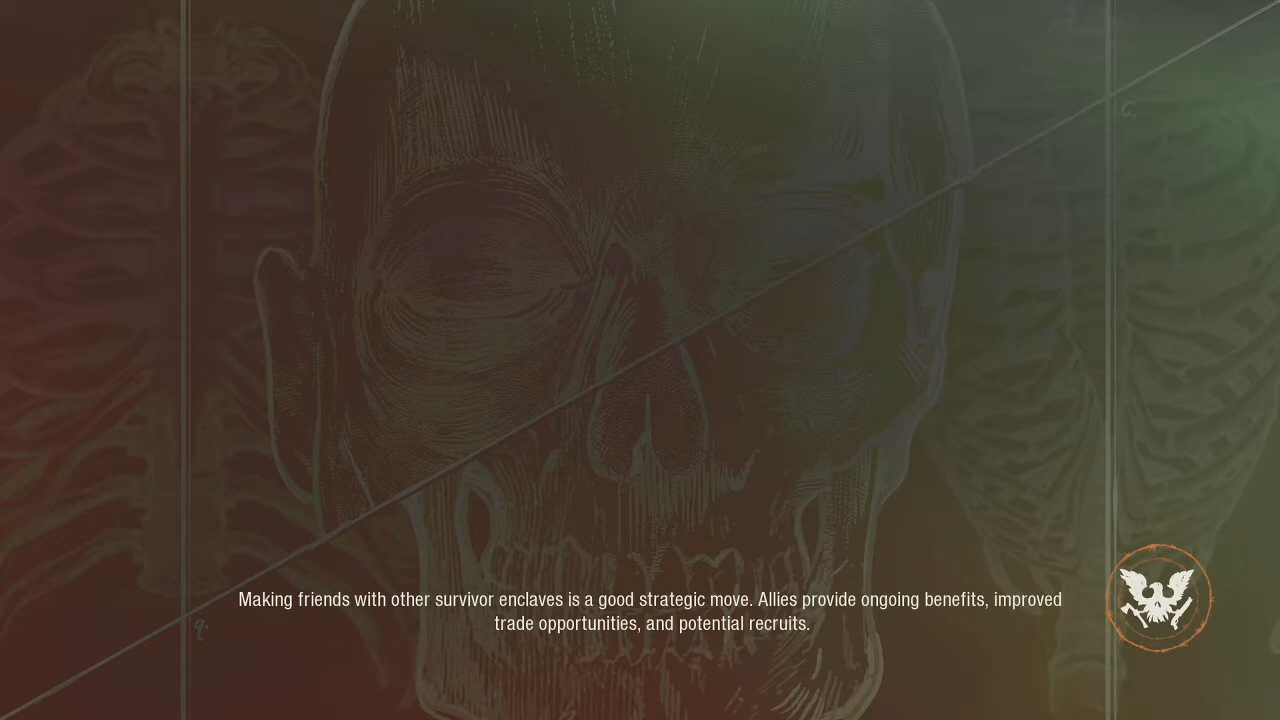 Making friends with other survivor enclaves is a good strategic move. Allies provide ongoing benefits, improved
trade opportunities, and potential recruits.
c.
q.